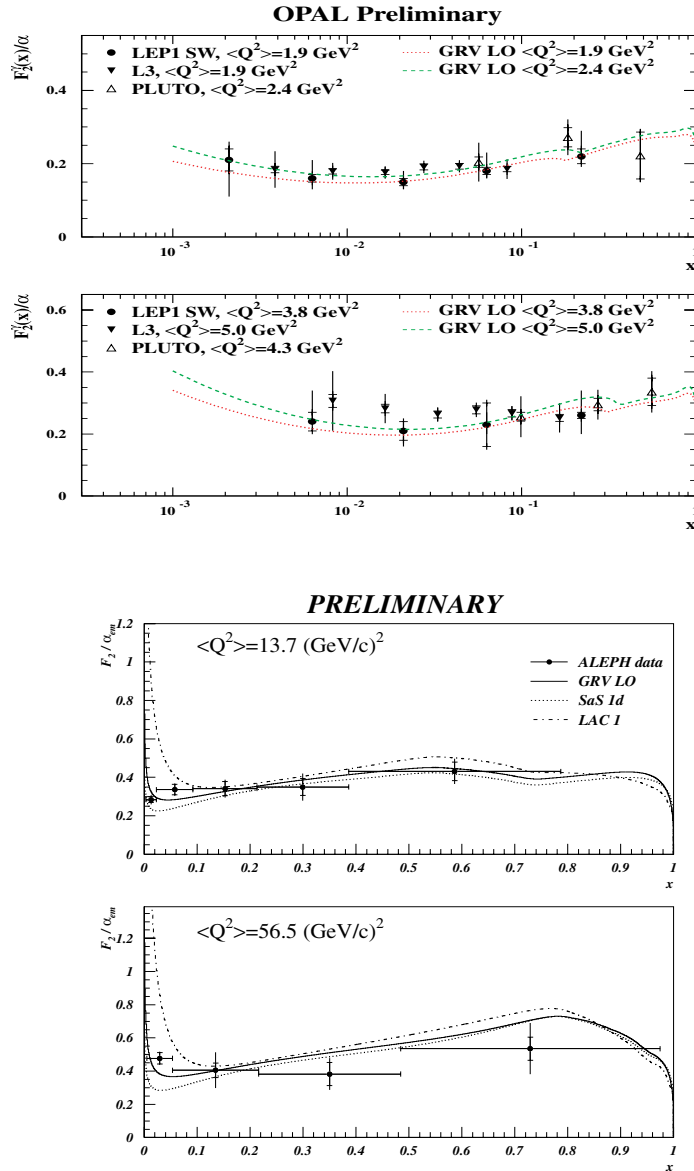 OPAL Preliminary
F₂^γ(x)/α
LEP1 SW, <Q²>=1.9 GeV²
L3, <Q²>=1.9 GeV²
PLUTO, <Q²>=2.4 GeV²
GRV LO <Q²>=1.9 GeV²
GRV LO <Q²>=2.4 GeV²
0.4
0.2
0
10⁻³ 10⁻² 10⁻¹
x
F₂^γ(x)/α
LEP1 SW, <Q²>=3.8 GeV²
L3, <Q²>=5.0 GeV²
PLUTO, <Q²>=4.3 GeV²
GRV LO <Q²>=3.8 GeV²
GRV LO <Q²>=5.0 GeV²
0.6
0.4
0.2
0
10⁻³ 10⁻² 10⁻¹
x
PRELIMINARY
F₂ / α_em
<Q²>=13.7 (GeV/c)²
ALEPH data
GRV LO
SaS 1d
LAC 1
1.2
1
0.8
0.6
0.4
0.2
0
0 0.1 0.2 0.3 0.4 0.5 0.6 0.7 0.8 0.9 1
x
F₂ / α_em
<Q²>=56.5 (GeV/c)²
1.2
1
0.8
0.6
0.4
0.2
0
0 0.1 0.2 0.3 0.4 0.5 0.6 0.7 0.8 0.9 1
x